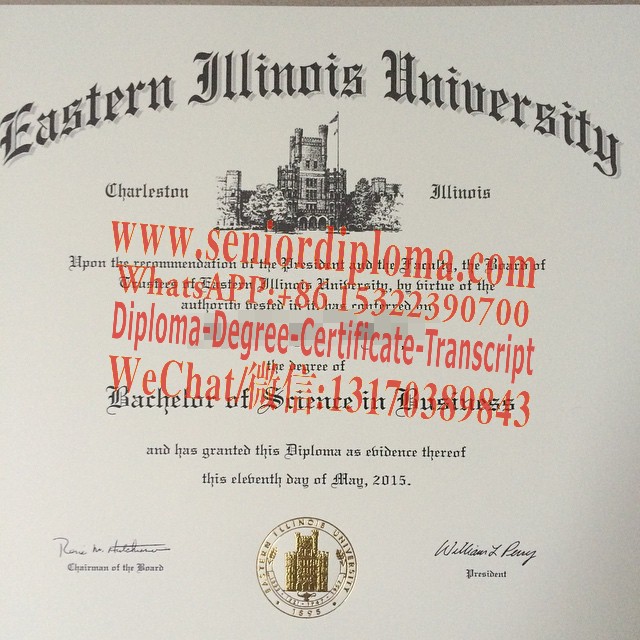 Eastern Illinois University
Charleston Illinois
www.seniordiploma.com
Upon the recommendation of the President and the Faculty, the Board of
WhatsAPP:+86 15322390700
Trustees of Eastern Illinois University, by virtue of the
authority vested in it has conferred on
Diploma-Degree-Certificate-Transcript
the degree of
WeChat/微信:13170389843
Bachelor of Science in Business
and has granted this Diploma as evidence thereof
this eleventh day of May, 2015.
William L Perry
Chairman of the Board President
EASTERN ILLINOIS UNIVERSITY
1895